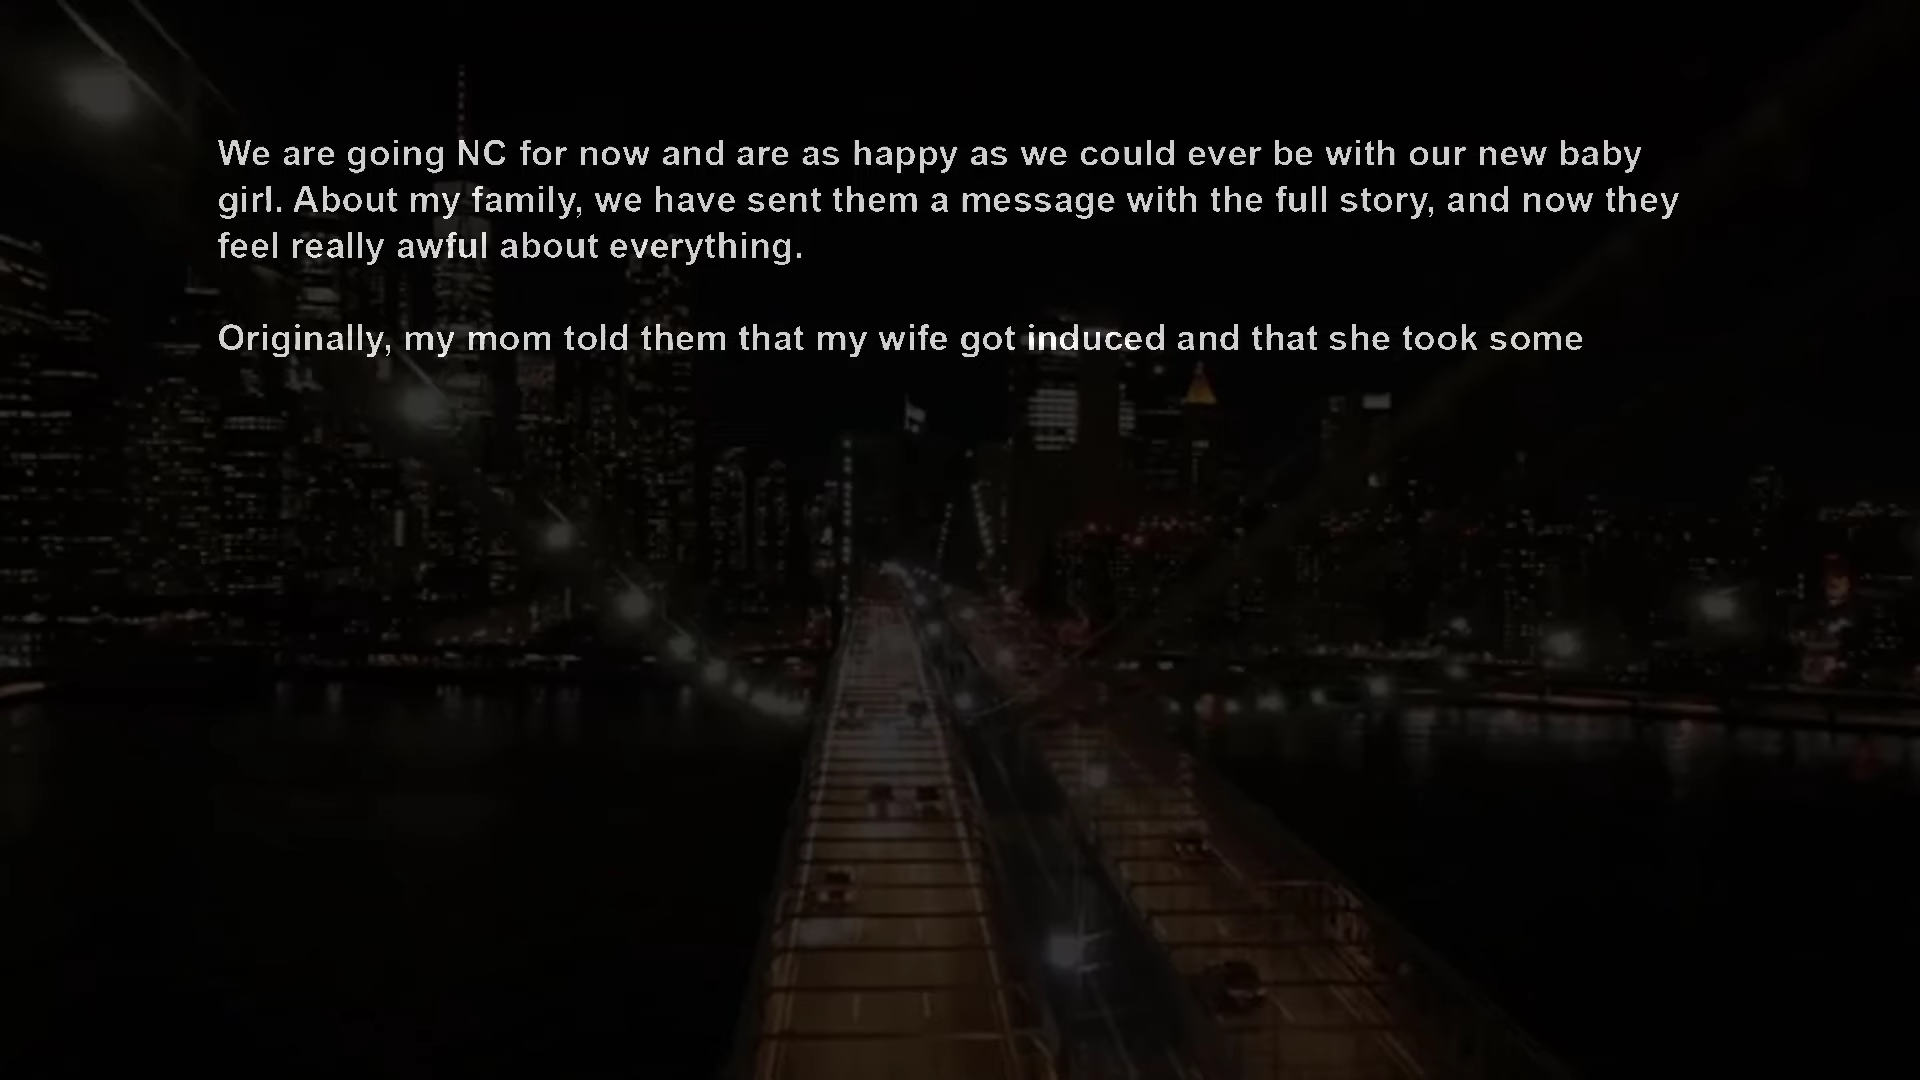 We are going NC for now and are as happy as we could ever be with our new baby
girl. About my family, we have sent them a message with the full story, and now they
feel really awful about everything.
Originally, my mom told them that my wife got induced and that she took some